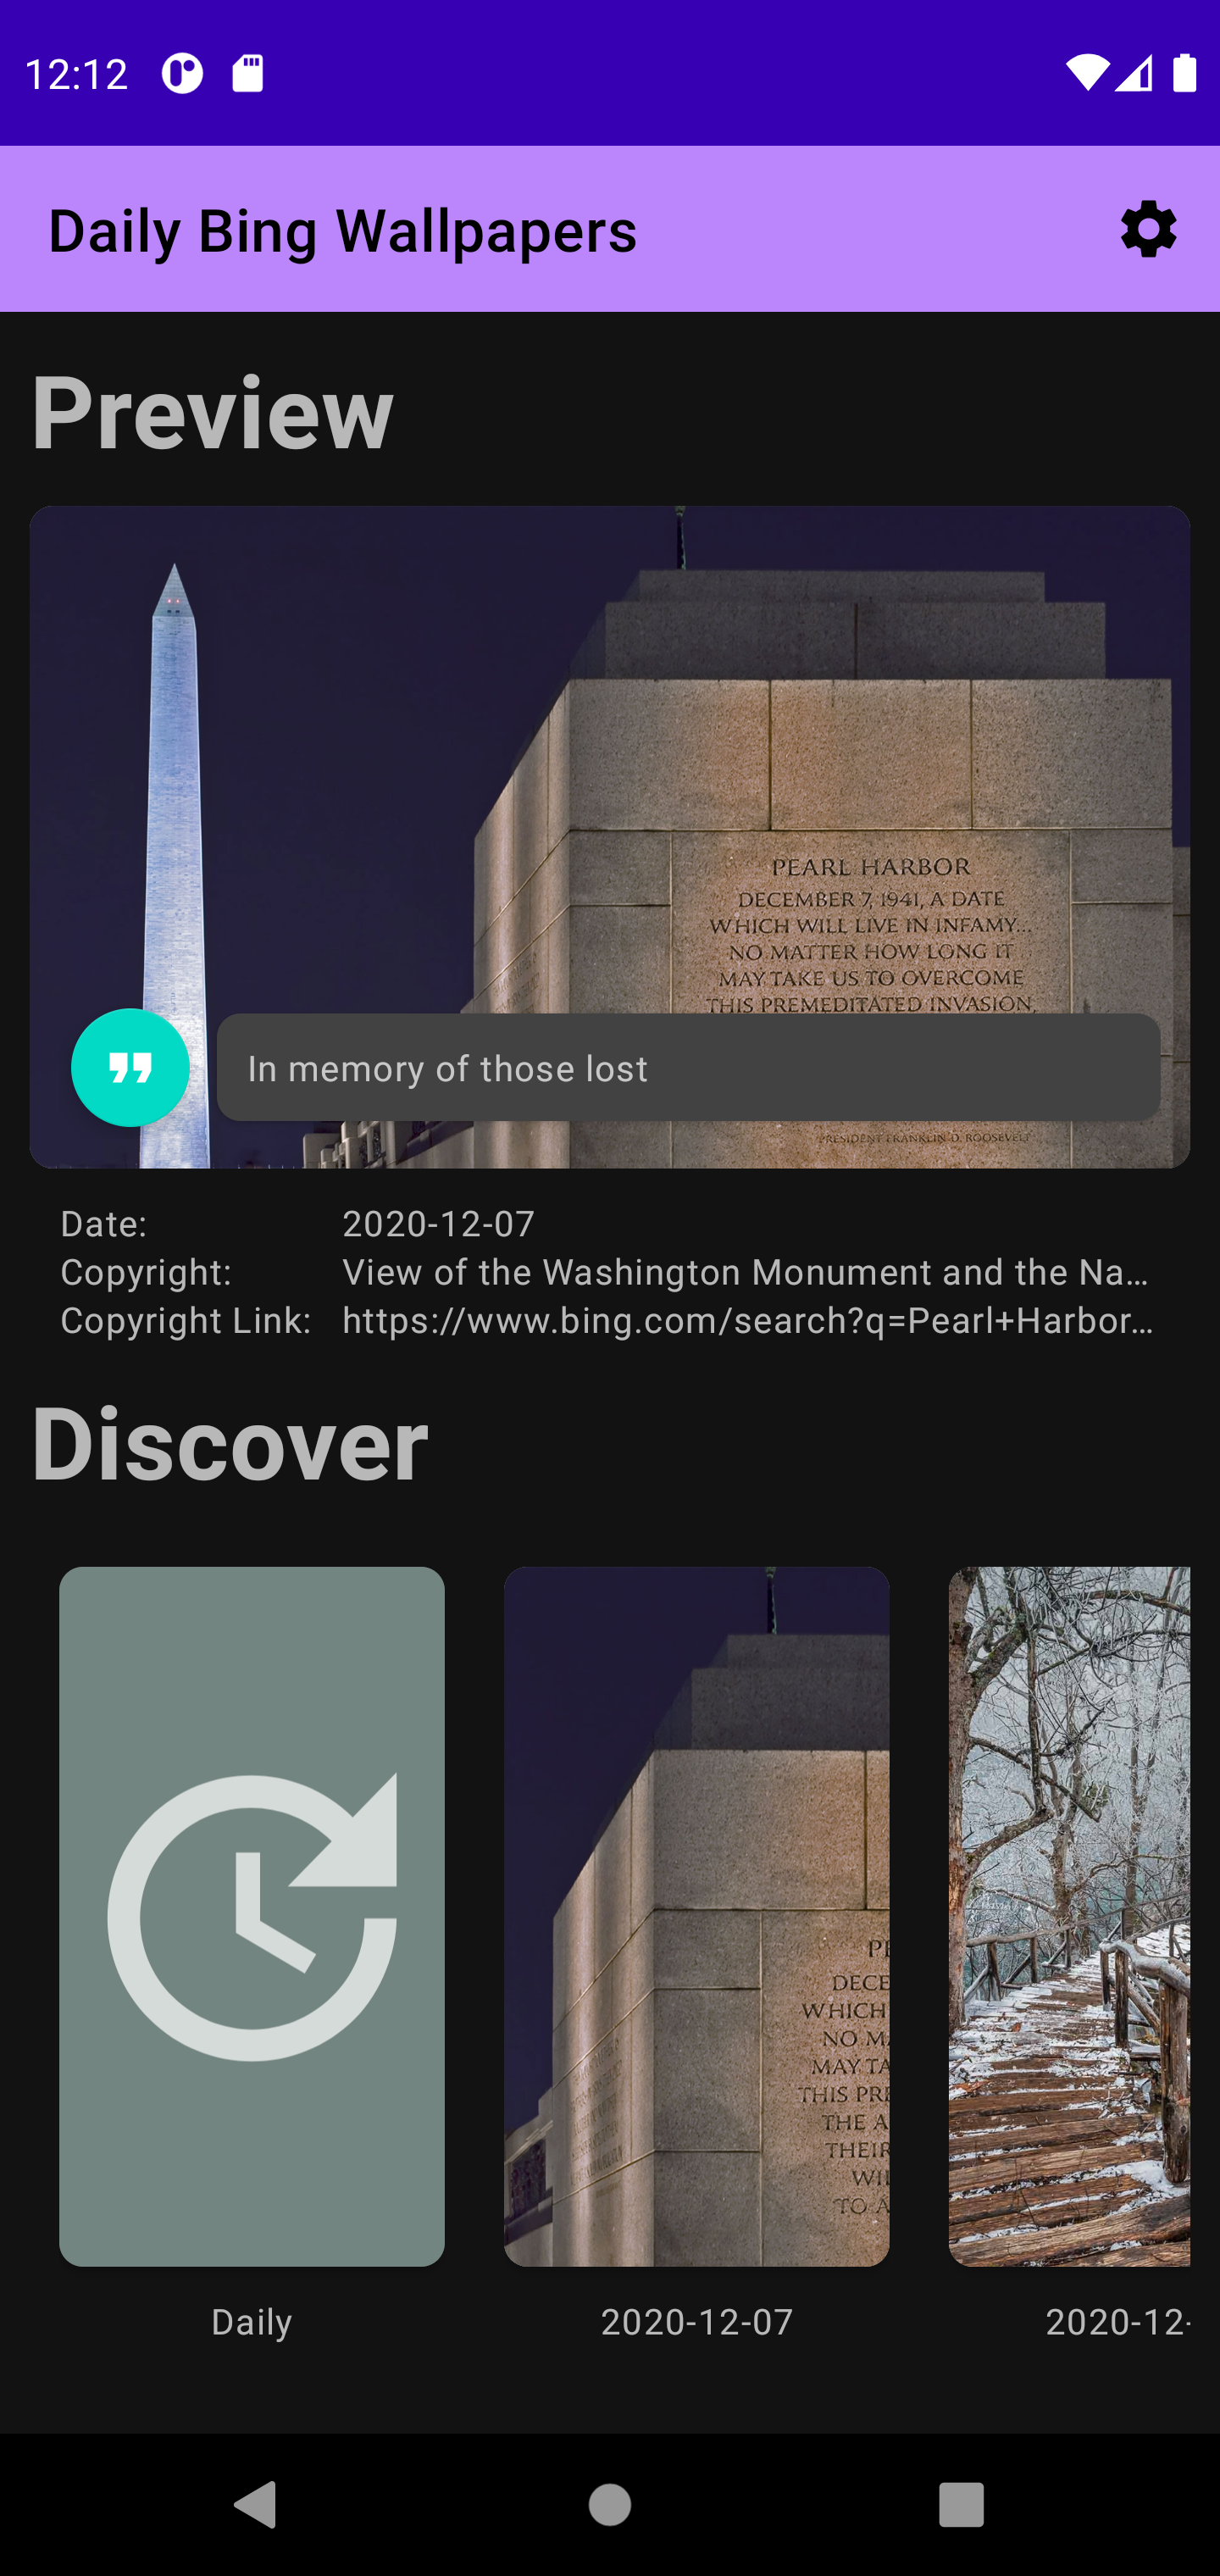 12:12
Daily Bing Wallpapers
Preview
PEARL HARBOR
DECEMBER 7, 1941, A DATE
WHICH WILL LIVE IN INFAMY...
NO MATTER HOW LONG IT
MAY TAKE US TO OVERCOME
THIS PREMEDITATED INVASION,
In memory of those lost
PRESIDENT FRANKLIN D. ROOSEVELT
Date: 2020-12-07
Copyright: View of the Washington Monument and the Na...
Copyright Link: https://www.bing.com/search?q=Pearl+Harbor...
Discover
PE
DECE
WHICH
NO MA
MAY TA
THIS PRE
THE A
THEIR
WIL
TO A
Daily
2020-12-07
2020-12-